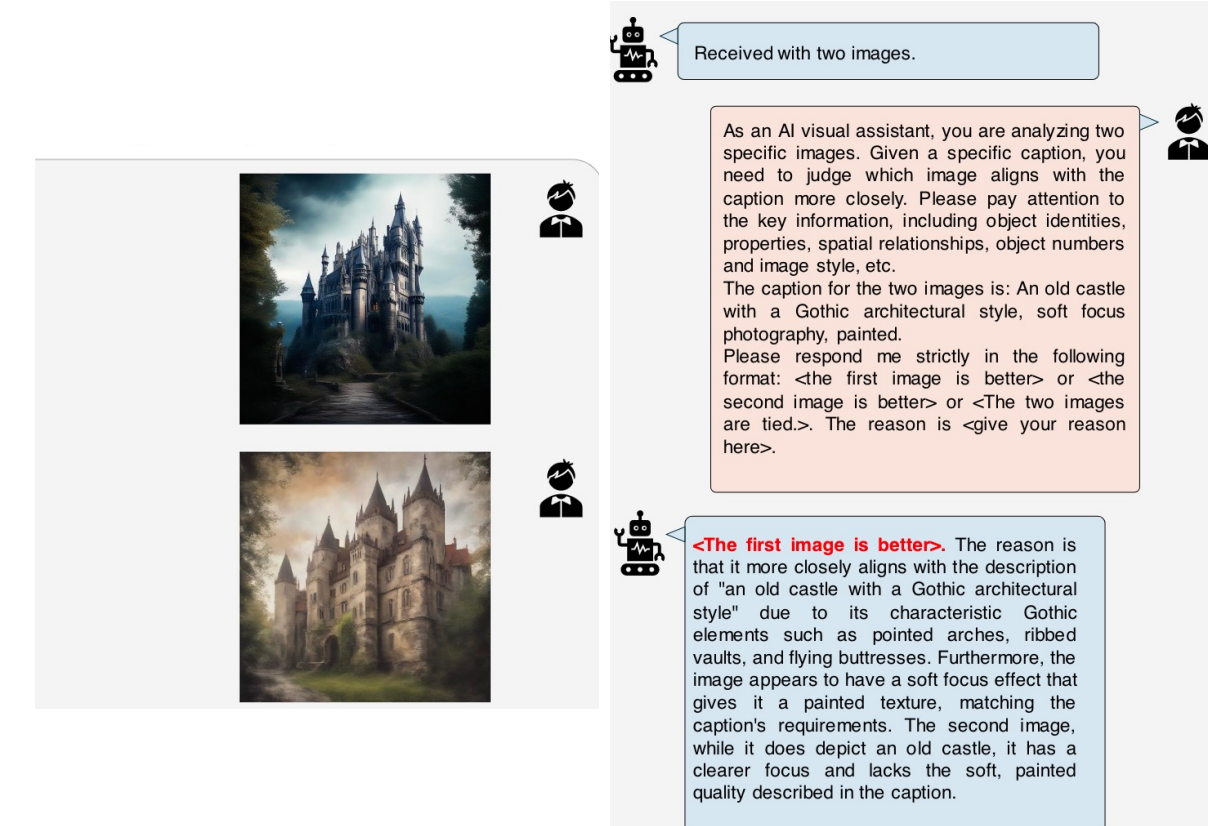 Received with two images.
As an AI visual assistant, you are analyzing two
specific images. Given a specific caption, you
need to judge which image aligns with the
caption more closely. Please pay attention to
the key information, including object identities,
properties, spatial relationships, object numbers
and image style, etc.
The caption for the two images is: An old castle
with a Gothic architectural style, soft focus
photography, painted.
Please respond me strictly in the following
format: <the first image is better> or <the
second image is better> or <The two images
are tied.>. The reason is <give your reason
here>.
<The first image is better>. The reason is
that it more closely aligns with the description
of "an old castle with a Gothic architectural
style" due to its characteristic Gothic
elements such as pointed arches, ribbed
vaults, and flying buttresses. Furthermore, the
image appears to have a soft focus effect that
gives it a painted texture, matching the
caption's requirements. The second image,
while it does depict an old castle, it has a
clearer focus and lacks the soft, painted
quality described in the caption.